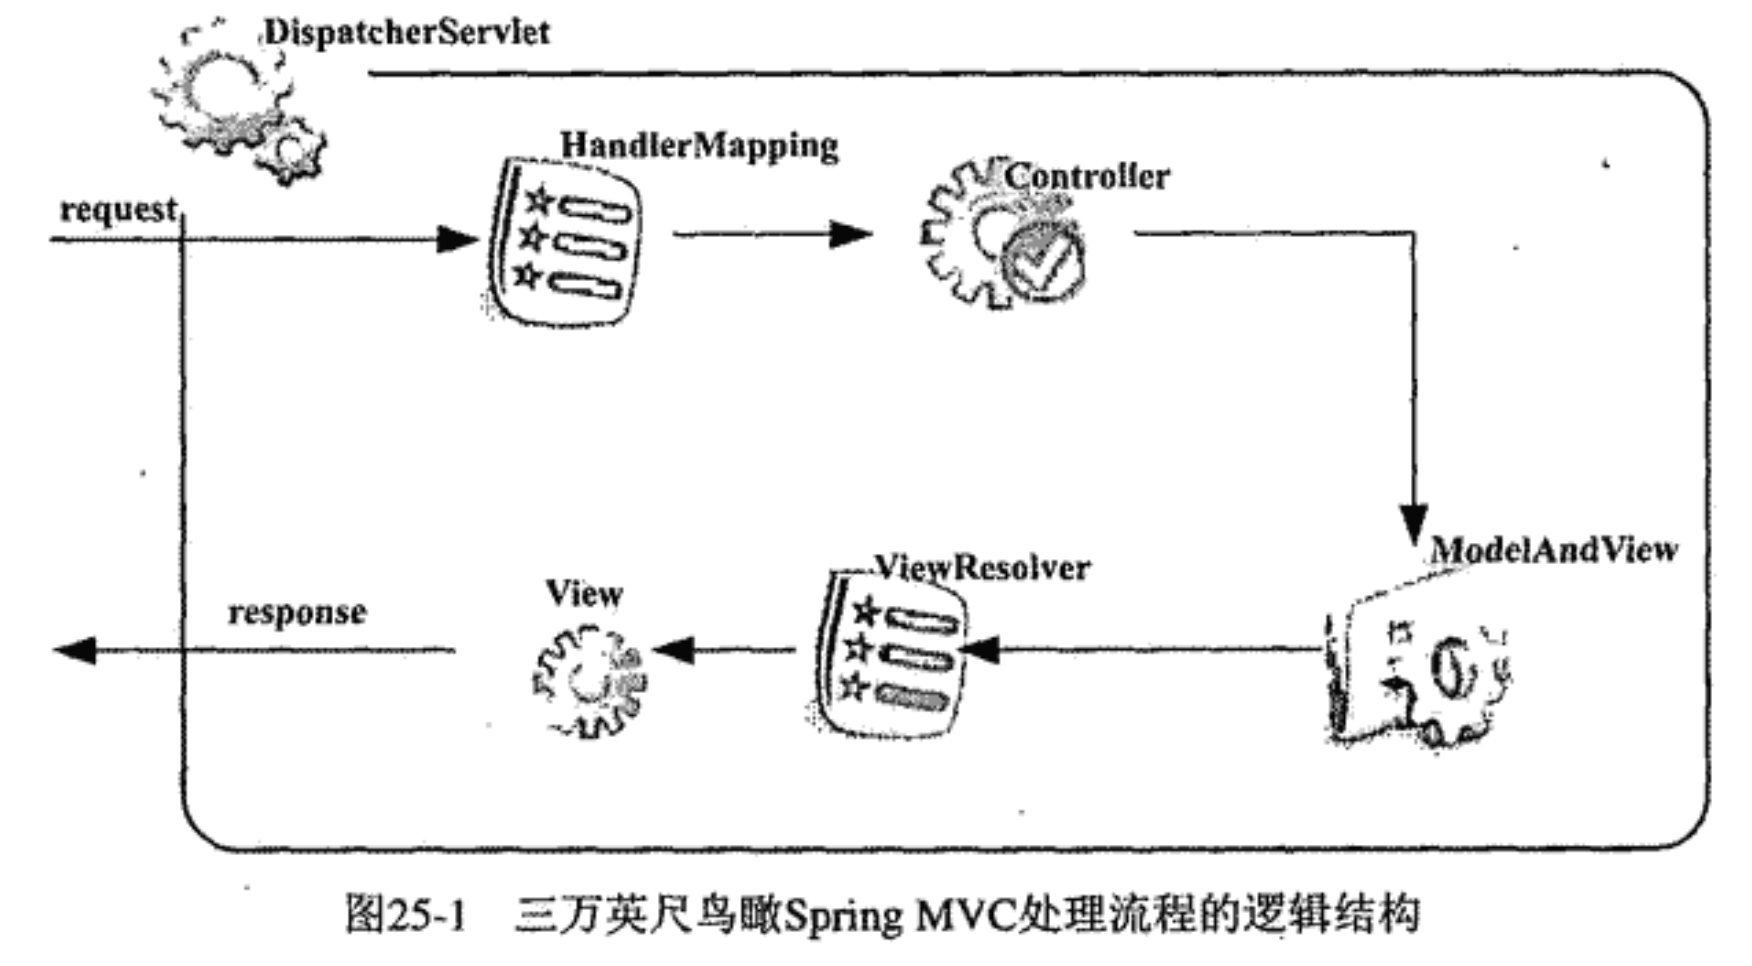 DispatcherServlet
HandlerMapping
Controller
request
ModelAndView
ViewResolver
View
response
图25-1 三万英尺鸟瞰Spring MVC处理流程的逻辑结构